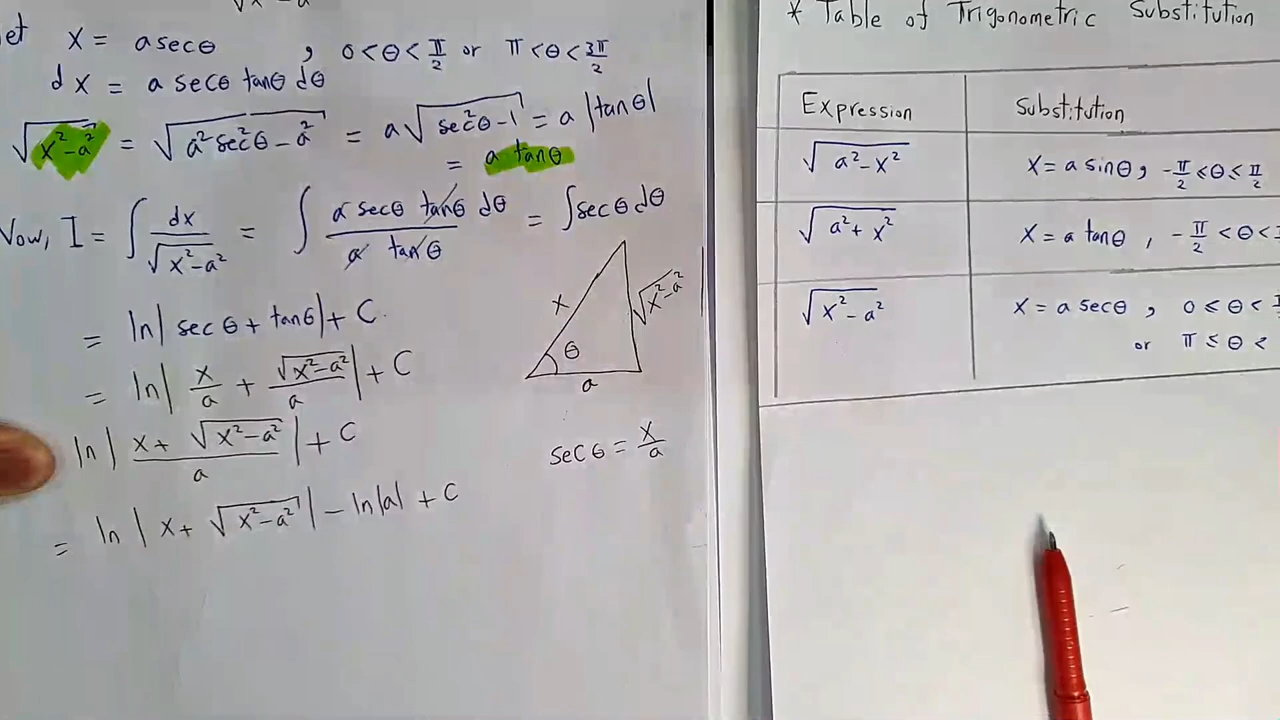 et x = a secθ , 0 < θ < π/2 or π < θ < 3π/2
dx = a secθ tanθ dθ
√(x²−a²) = √(a² sec²θ − a²) = a √(sec²θ − 1) = a |tanθ|
= a tanθ
Now, I = ∫ dx/√(x²−a²) = ∫ a secθ tanθ dθ / a tanθ = ∫ secθ dθ
= ln| secθ + tanθ| + C
= ln| x/a + √(x²−a²)/a | + C
ln| (x + √(x²−a²))/a | + C
= ln | x + √(x²−a²) | − ln|a| + C
x
√(x²−a²)
θ
a
secθ = x/a
* Table of Trigonometric Substitution
Expression Substitution
√(a²−x²) x = a sinθ, −π/2 < θ < π/2
√(a²+x²) x = a tanθ , −π/2 < θ <
√(x²−a²) x = a secθ , 0 ≤ θ <
or π ≤ θ <